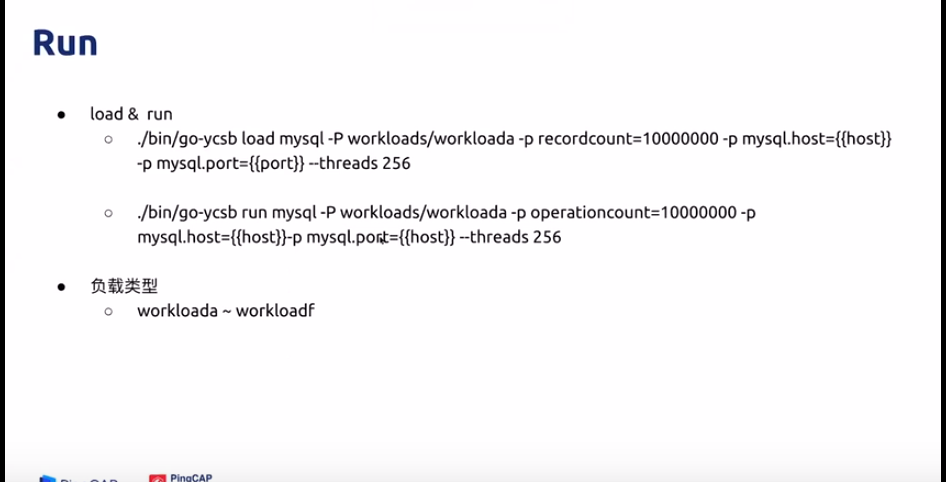 Run
● load & run
○ ./bin/go-ycsb load mysql -P workloads/workloada -p recordcount=10000000 -p mysql.host={{host}}
-p mysql.port={{port}} --threads 256
○ ./bin/go-ycsb run mysql -P workloads/workloada -p operationcount=10000000 -p
mysql.host={{host}}-p mysql.port={{host}} --threads 256
● 负载类型
○ workloada ~ workloadf
PingCAP PingCAP